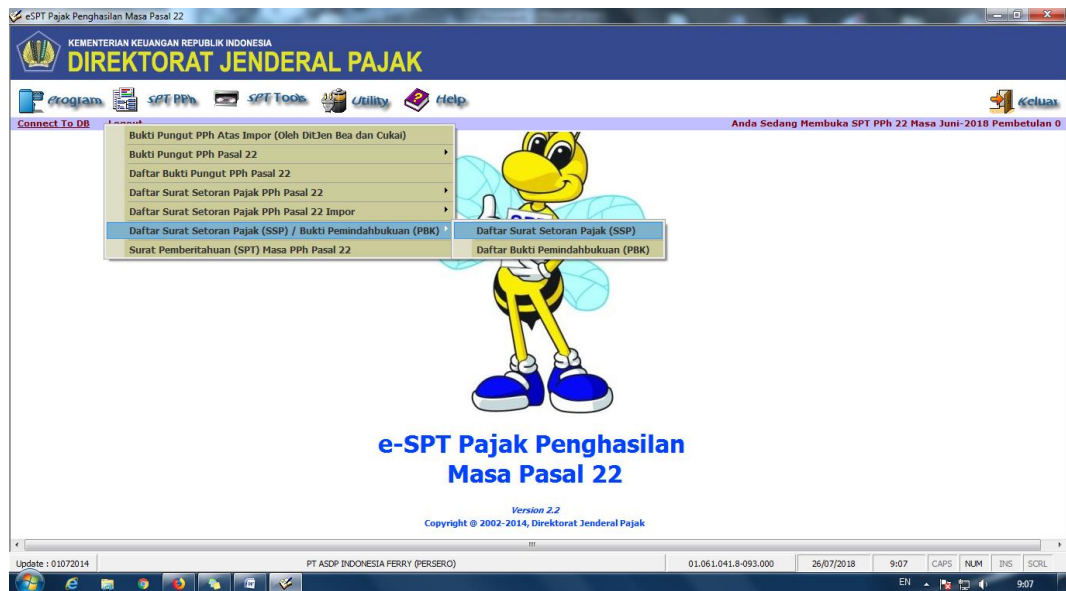 eSPT Pajak Penghasilan Masa Pasal 22
KEMENTERIAN KEUANGAN REPUBLIK INDONESIA
DIREKTORAT JENDERAL PAJAK
Program SPT PPh SPT Tools Utility Help Keluar
Connect To DB Logout Anda Sedang Membuka SPT PPh 22 Masa Juni-2018 Pembetulan 0
Bukti Pungut PPh Atas Impor (Oleh DitJen Bea dan Cukai)
Bukti Pungut PPh Pasal 22
Daftar Bukti Pungut PPh Pasal 22
Daftar Surat Setoran Pajak PPh Pasal 22
Daftar Surat Setoran Pajak PPh Pasal 22 Impor
Daftar Surat Setoran Pajak (SSP) / Bukti Pemindahbukuan (PBK) Daftar Surat Setoran Pajak (SSP)
Surat Pemberitahuan (SPT) Masa PPh Pasal 22 Daftar Bukti Pemindahbukuan (PBK)
e-SPT Pajak Penghasilan
Masa Pasal 22
Version 2.2
Copyright @ 2002-2014, Direktorat Jenderal Pajak
Update : 01072014 PT ASDP INDONESIA FERRY (PERSERO) 01.061.041.8-093.000 26/07/2018 9:07 CAPS NUM INS SCRL
EN 9:07